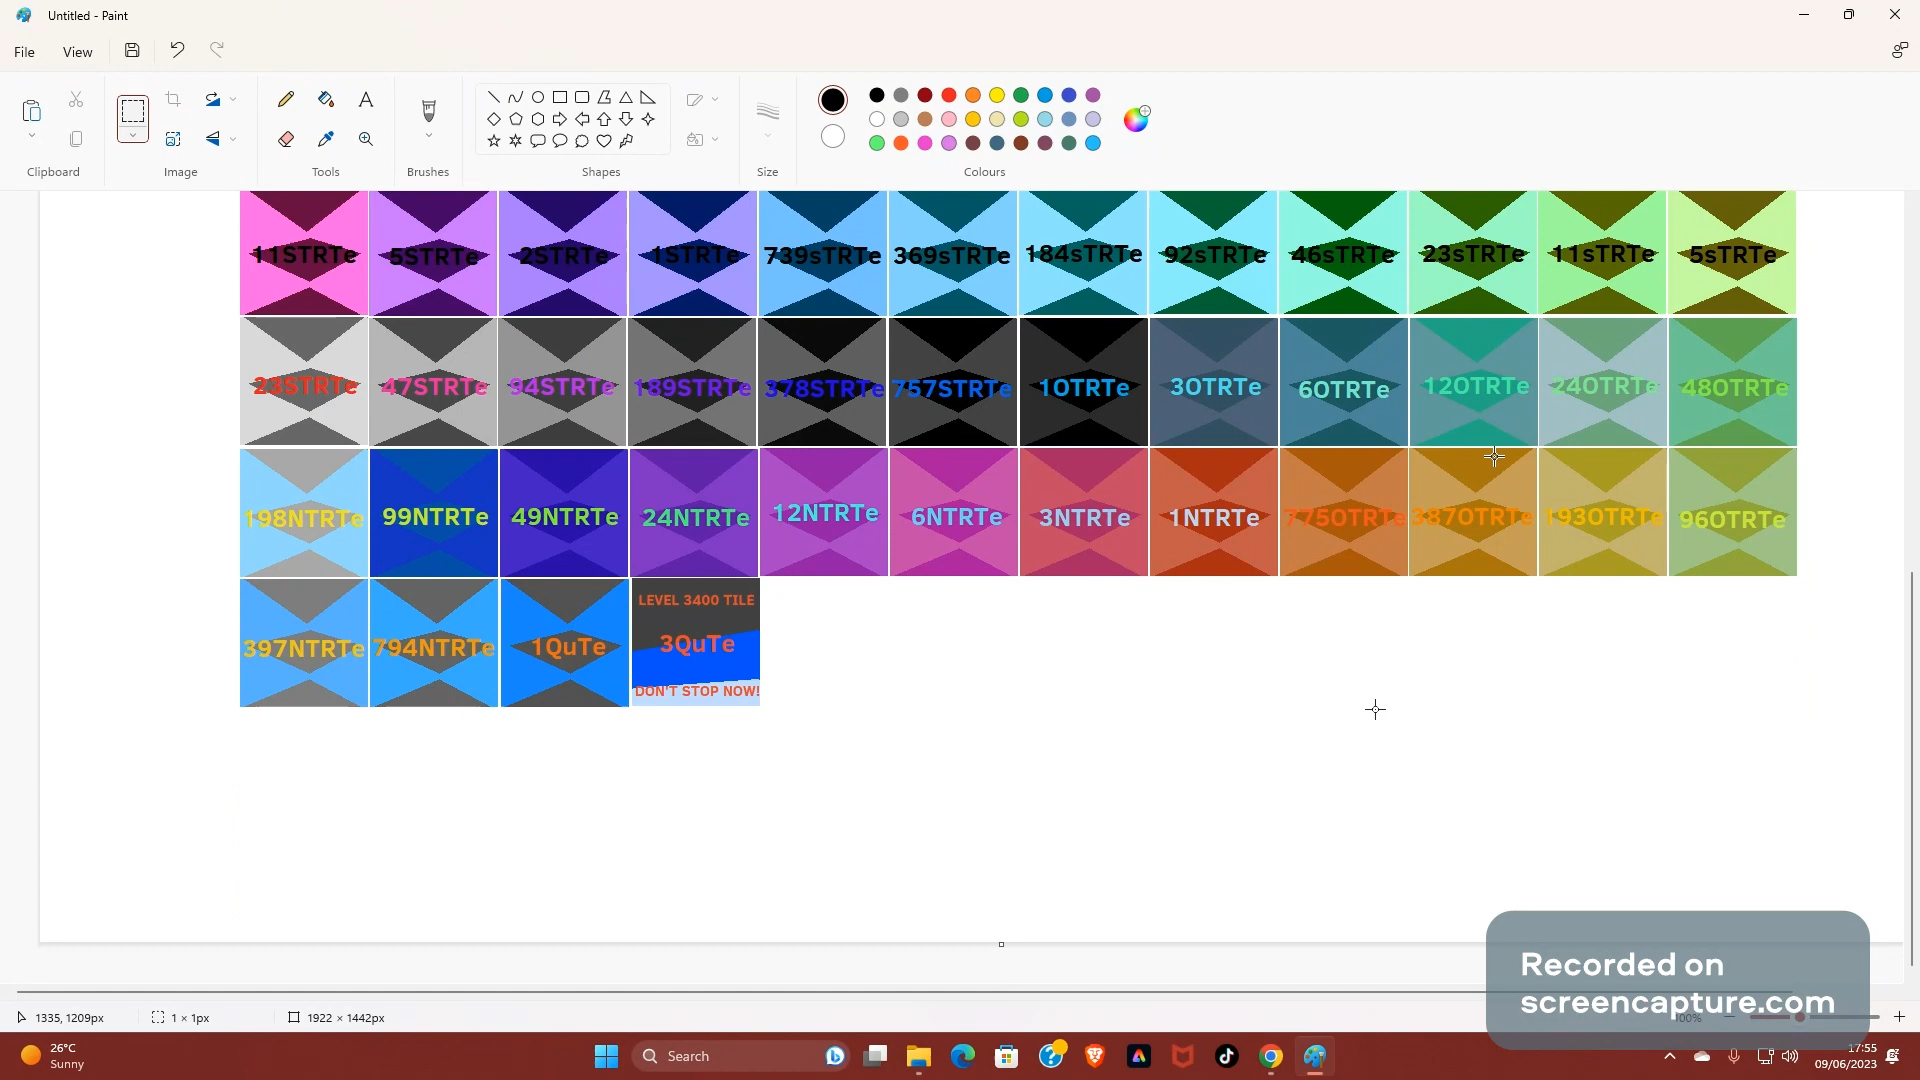 Untitled - Paint
File View
Clipboard Image Tools Brushes Shapes Size Colours
11STRTe 5STRTe 2STRTe 1STRTe 739sTRTe 369sTRTe 184sTRTe 92sTRTe 46sTRTe 23sTRTe 11sTRTe 5sTRTe
23STRTe 47STRTe 94STRTe 189STRTe 378STRTe 757STRTe 1OTRTe 3OTRTe 6OTRTe 12OTRTe 24OTRTe 48OTRTe
198NTRTe 99NTRTe 49NTRTe 24NTRTe 12NTRTe 6NTRTe 3NTRTe 1NTRTe 775OTRTe 387OTRTe 193OTRTe 96OTRTe
LEVEL 3400 TILE
397NTRTe 794NTRTe 1QuTe 3QuTe
DON'T STOP NOW!
Recorded on
screencapture.com
1335, 1209px 1 × 1px 1922 × 1442px 100%
26°C
Sunny
Search
17:55
09/06/2023